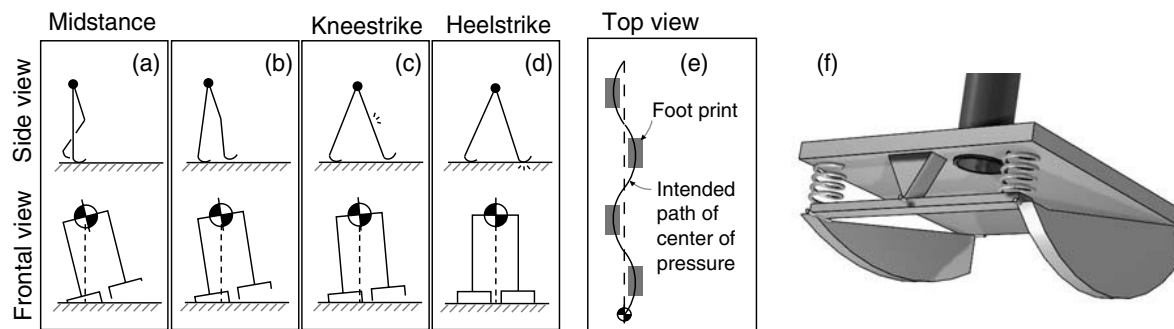 Midstance
Kneestrike
Heelstrike
Top view
Side view
(a)
(b)
(c)
(d)
(e)
(f)
Foot print
Intended
path of
center of
pressure
Frontal view